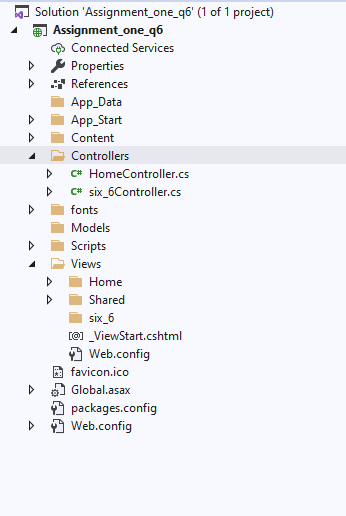 Solution 'Assignment_one_q6' (1 of 1 project)
Assignment_one_q6
Connected Services
Properties
References
App_Data
App_Start
Content
Controllers
C# HomeController.cs
C# six_6Controller.cs
fonts
Models
Scripts
Views
Home
Shared
six_6
_ViewStart.cshtml
Web.config
favicon.ico
Global.asax
packages.config
Web.config